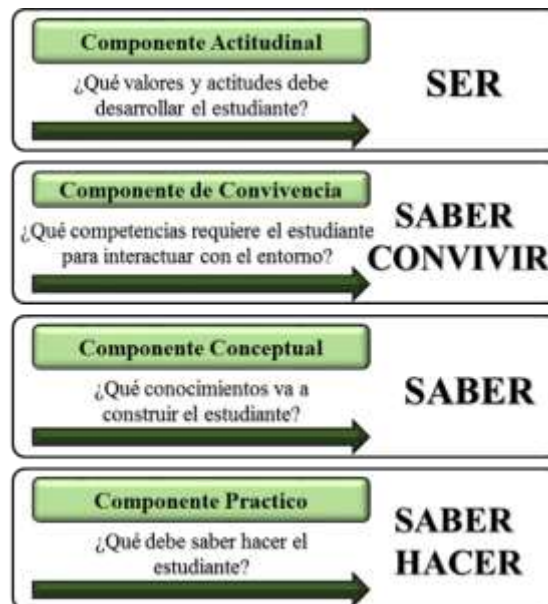 Componente Actitudinal
¿Qué valores y actitudes debe
desarrollar el estudiante?
SER
Componente de Convivencia
¿Qué competencias requiere el estudiante
para interactuar con el entorno?
SABER
CONVIVIR
Componente Conceptual
¿Qué conocimientos va a
construir el estudiante?
SABER
Componente Practico
¿Qué debe saber hacer el
estudiante?
SABER
HACER